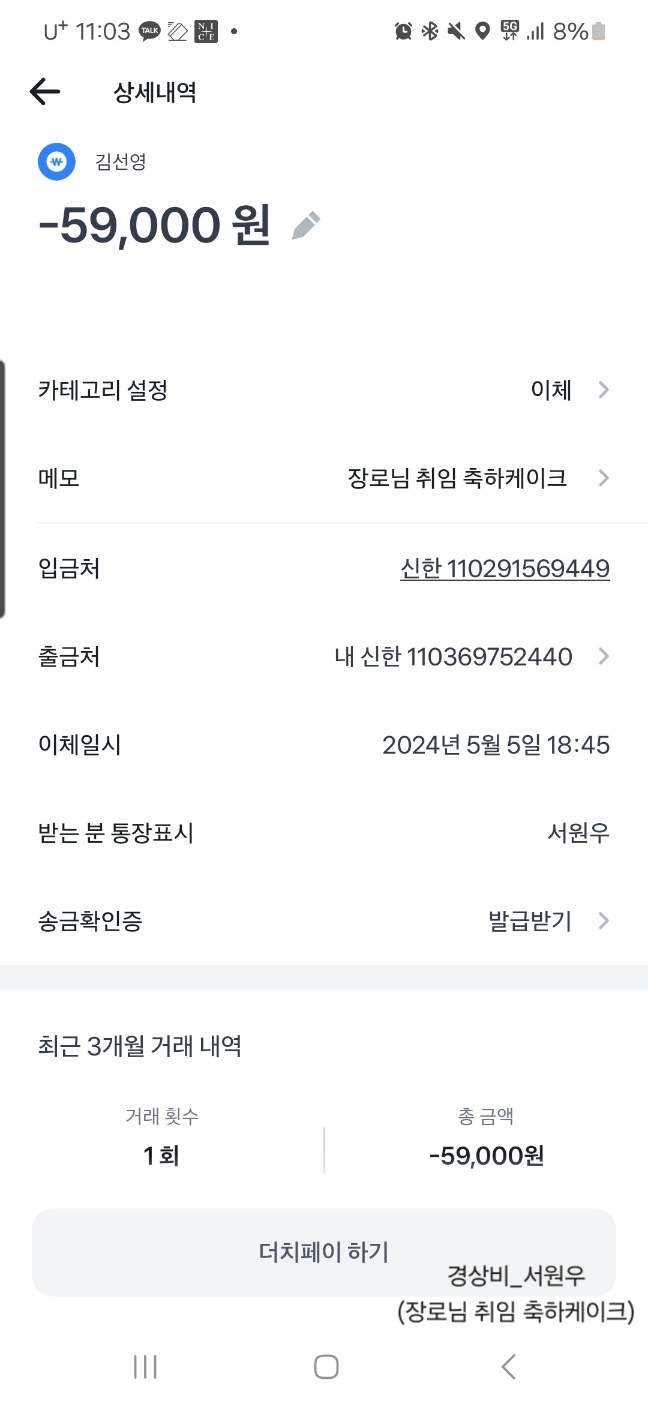 U+ 11:03 TALK NICE 5G 8%
상세내역
김선영
-59,000 원
카테고리 설정 이체
메모 장로님 취임 축하케이크
입금처 신한 110291569449
출금처 내 신한 110369752440
이체일시 2024년 5월 5일 18:45
받는 분 통장표시 서원우
송금확인증 발급받기
최근 3개월 거래 내역
거래 횟수 총 금액
1회 -59,000원
더치페이 하기
경상비_서원우
(장로님 취임 축하케이크)